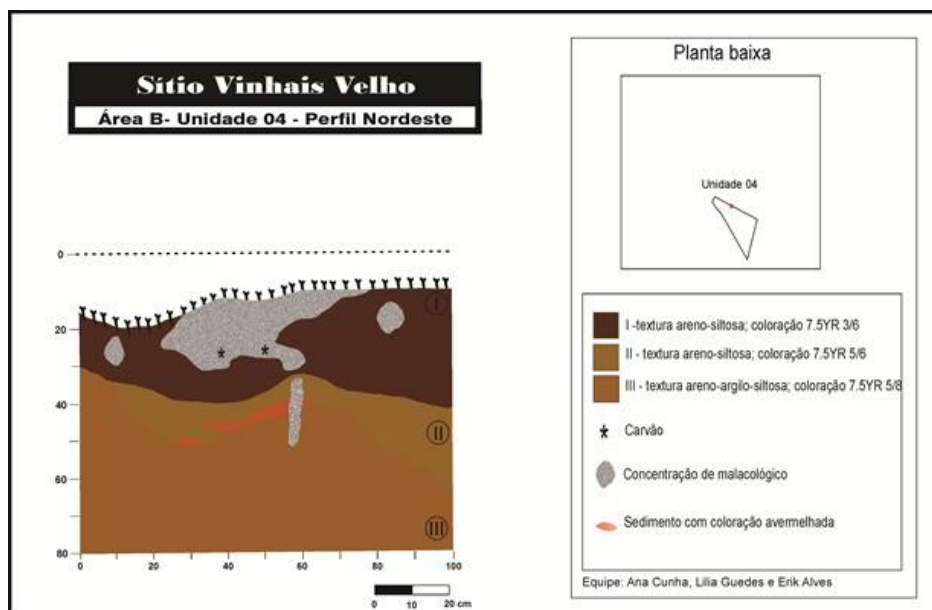 Sítio Vinhais Velho
Área B- Unidade 04 - Perfil Nordeste
0
20
40
60
80
0
20
40
60
80
100
I
II
III
0 10 20 cm
Planta baixa
Unidade 04
I -textura areno-siltosa; coloração 7.5YR 3/6
II - textura areno-siltosa; coloração 7.5YR 5/6
III - textura areno-argilo-siltosa; coloração 7.5YR 5/8
Carvão
Concentração de malacológico
Sedimento com coloração avermelhada
Equipe: Ana Cunha, Lilia Guedes e Erik Alves